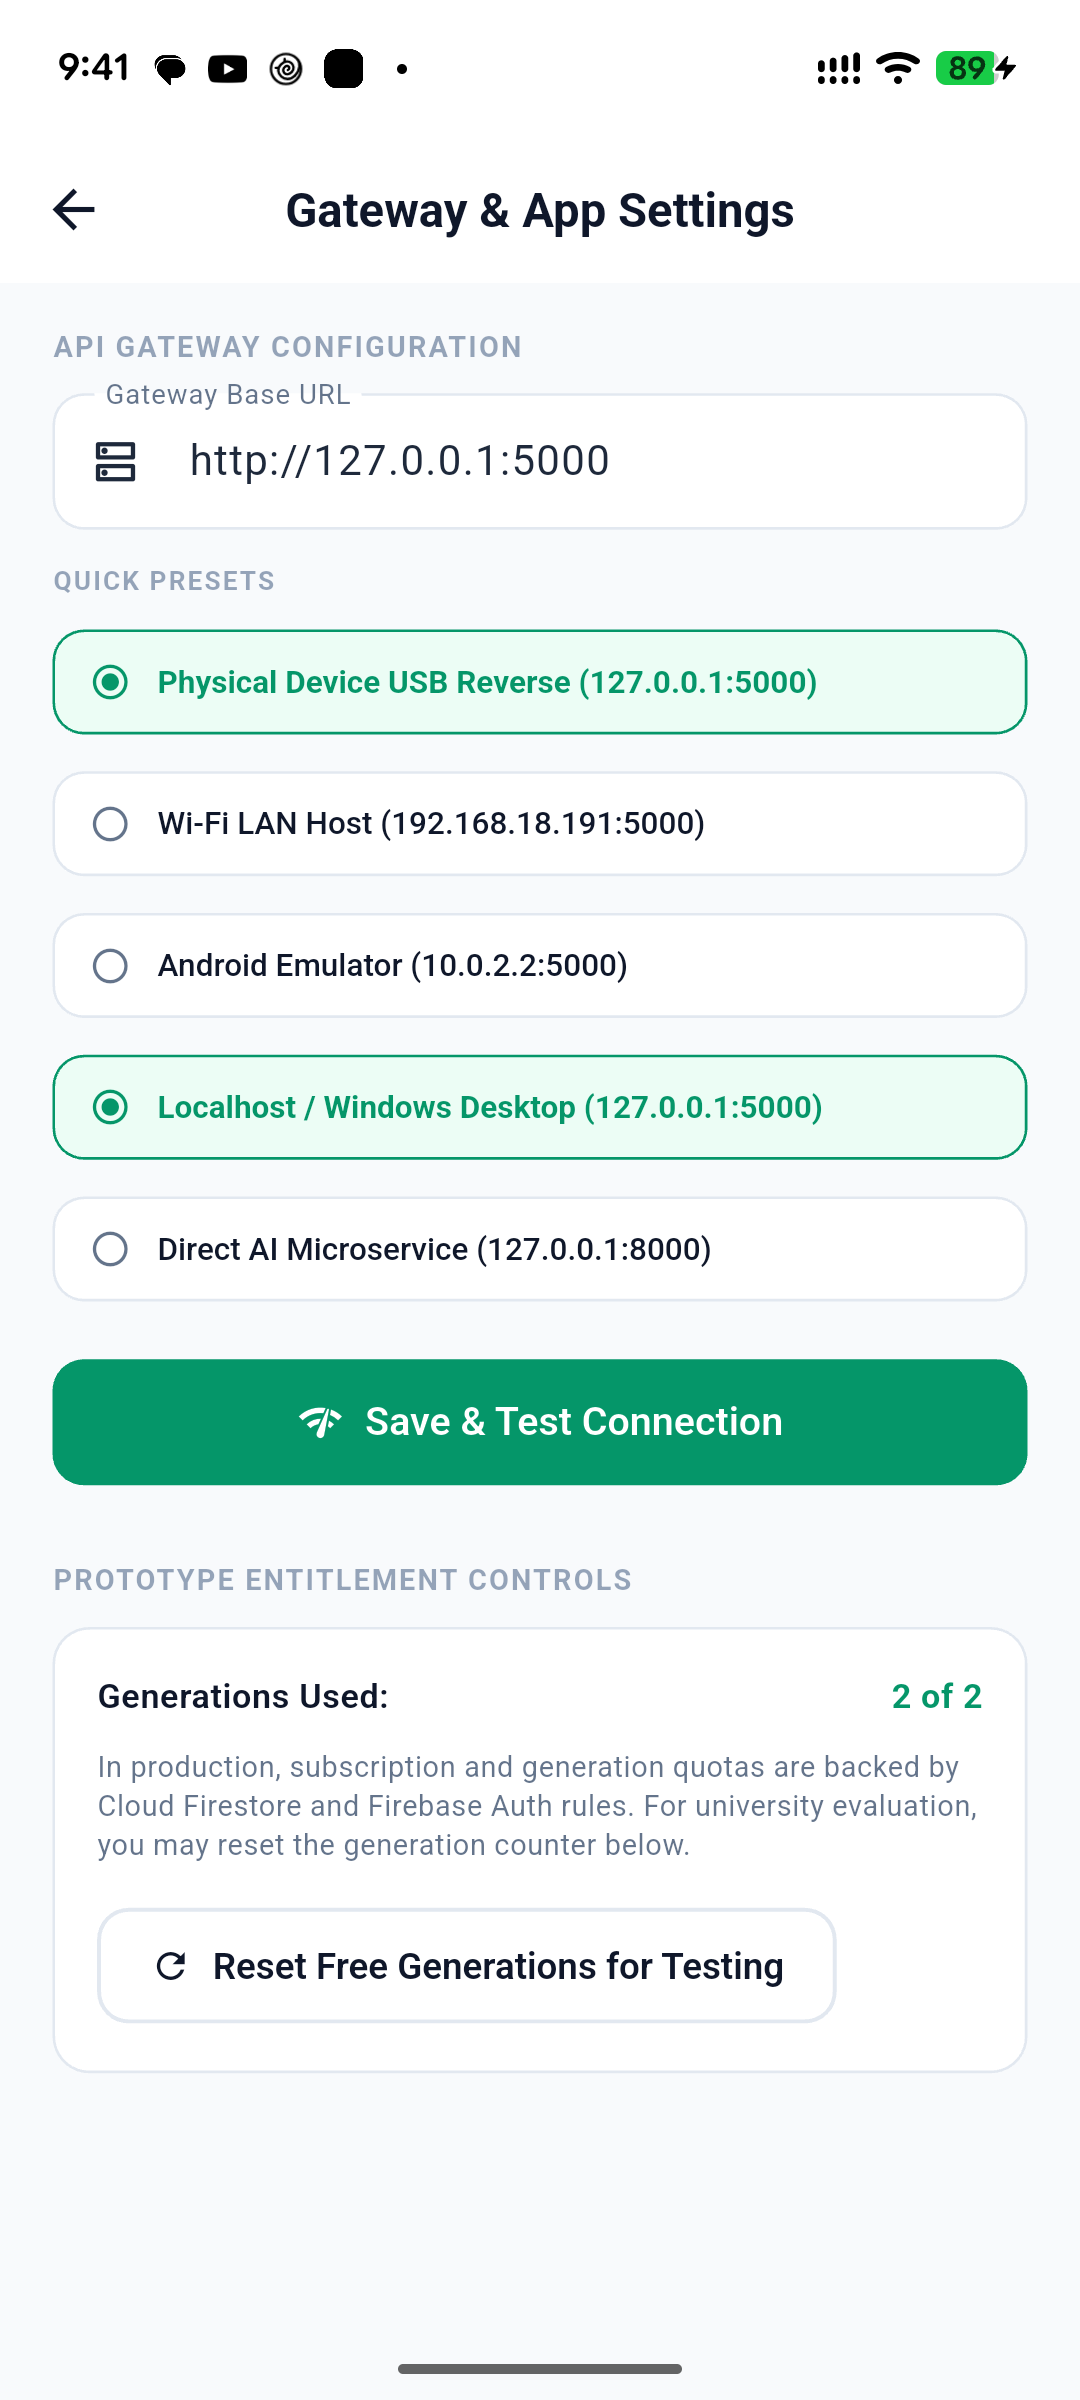 9:41
89
Gateway & App Settings
API GATEWAY CONFIGURATION
Gateway Base URL
http://127.0.0.1:5000
QUICK PRESETS
Physical Device USB Reverse (127.0.0.1:5000)
Wi-Fi LAN Host (192.168.18.191:5000)
Android Emulator (10.0.2.2:5000)
Localhost / Windows Desktop (127.0.0.1:5000)
Direct AI Microservice (127.0.0.1:8000)
Save & Test Connection
PROTOTYPE ENTITLEMENT CONTROLS
Generations Used:
2 of 2
In production, subscription and generation quotas are backed by
Cloud Firestore and Firebase Auth rules. For university evaluation,
you may reset the generation counter below.
Reset Free Generations for Testing